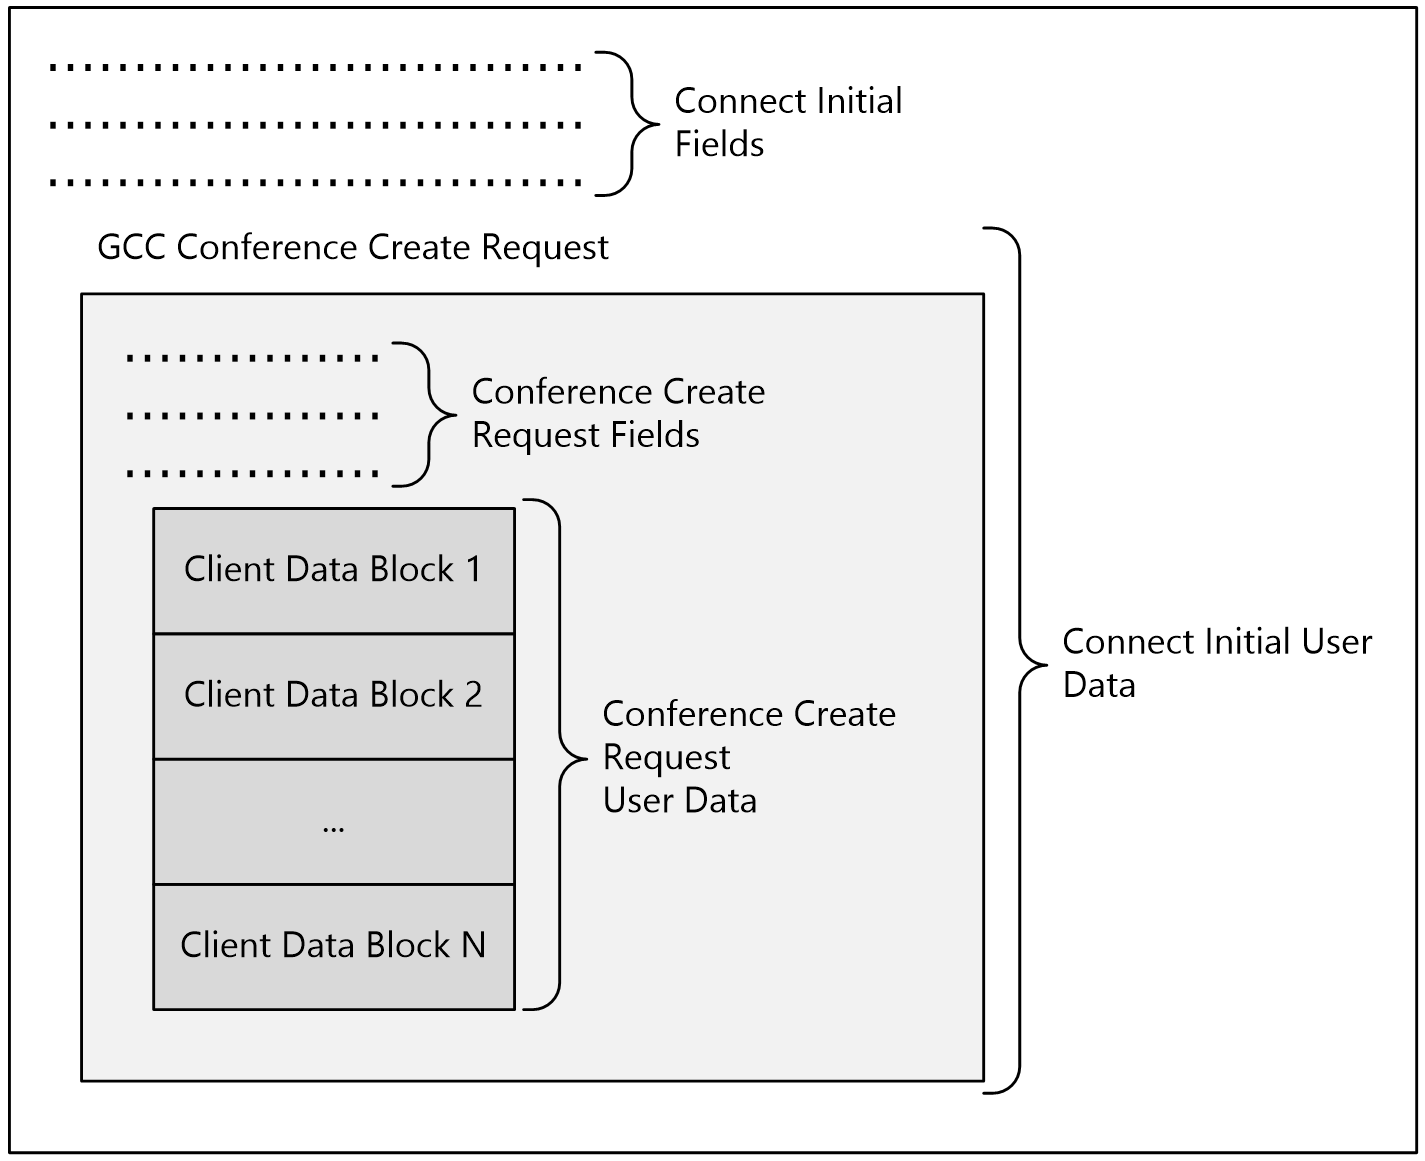 Connect Initial
Fields
GCC Conference Create Request
Conference Create
Request Fields
Client Data Block 1
Client Data Block 2
...
Client Data Block N
Conference Create
Request
User Data
Connect Initial User
Data